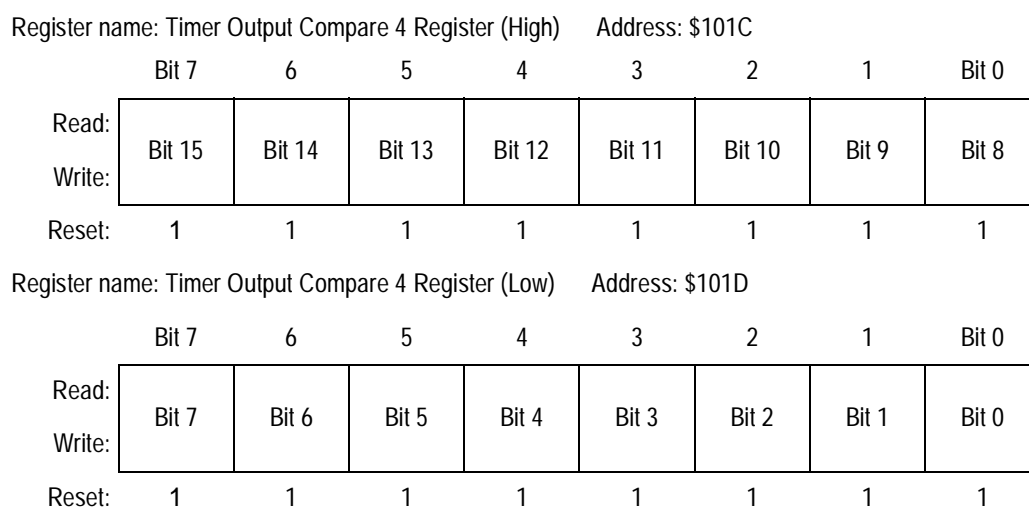 Register name: Timer Output Compare 4 Register (High) Address: $101C
Bit 7 6 5 4 3 2 1 Bit 0
Read:
Bit 15 Bit 14 Bit 13 Bit 12 Bit 11 Bit 10 Bit 9 Bit 8
Write:
Reset: 1 1 1 1 1 1 1 1
Register name: Timer Output Compare 4 Register (Low) Address: $101D
Bit 7 6 5 4 3 2 1 Bit 0
Read:
Bit 7 Bit 6 Bit 5 Bit 4 Bit 3 Bit 2 Bit 1 Bit 0
Write:
Reset: 1 1 1 1 1 1 1 1